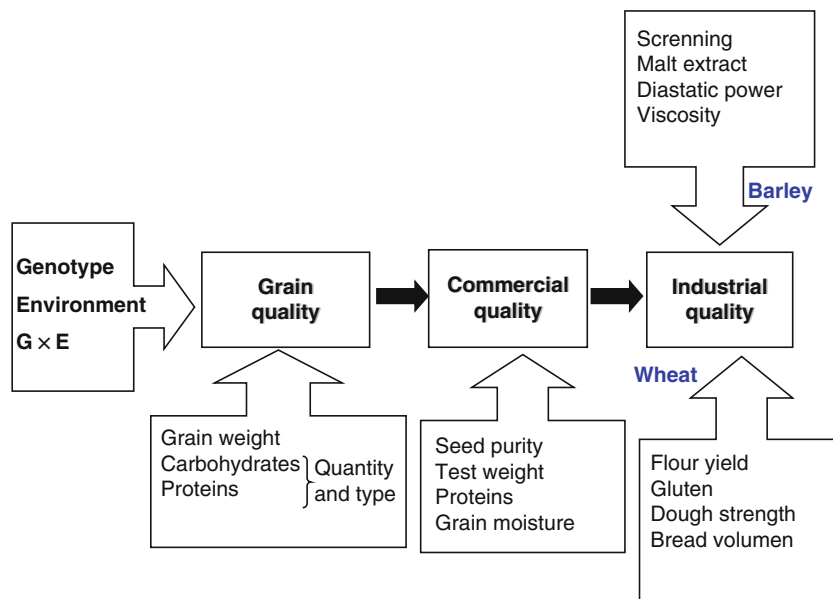 Screnning
Malt extract
Diastatic power
Viscosity
Barley
Genotype
Environment
G × E
Grain
quality
Commercial
quality
Industrial
quality
Wheat
Grain weight
Carbohydrates
Proteins
Quantity
and type
Seed purity
Test weight
Proteins
Grain moisture
Flour yield
Gluten
Dough strength
Bread volumen